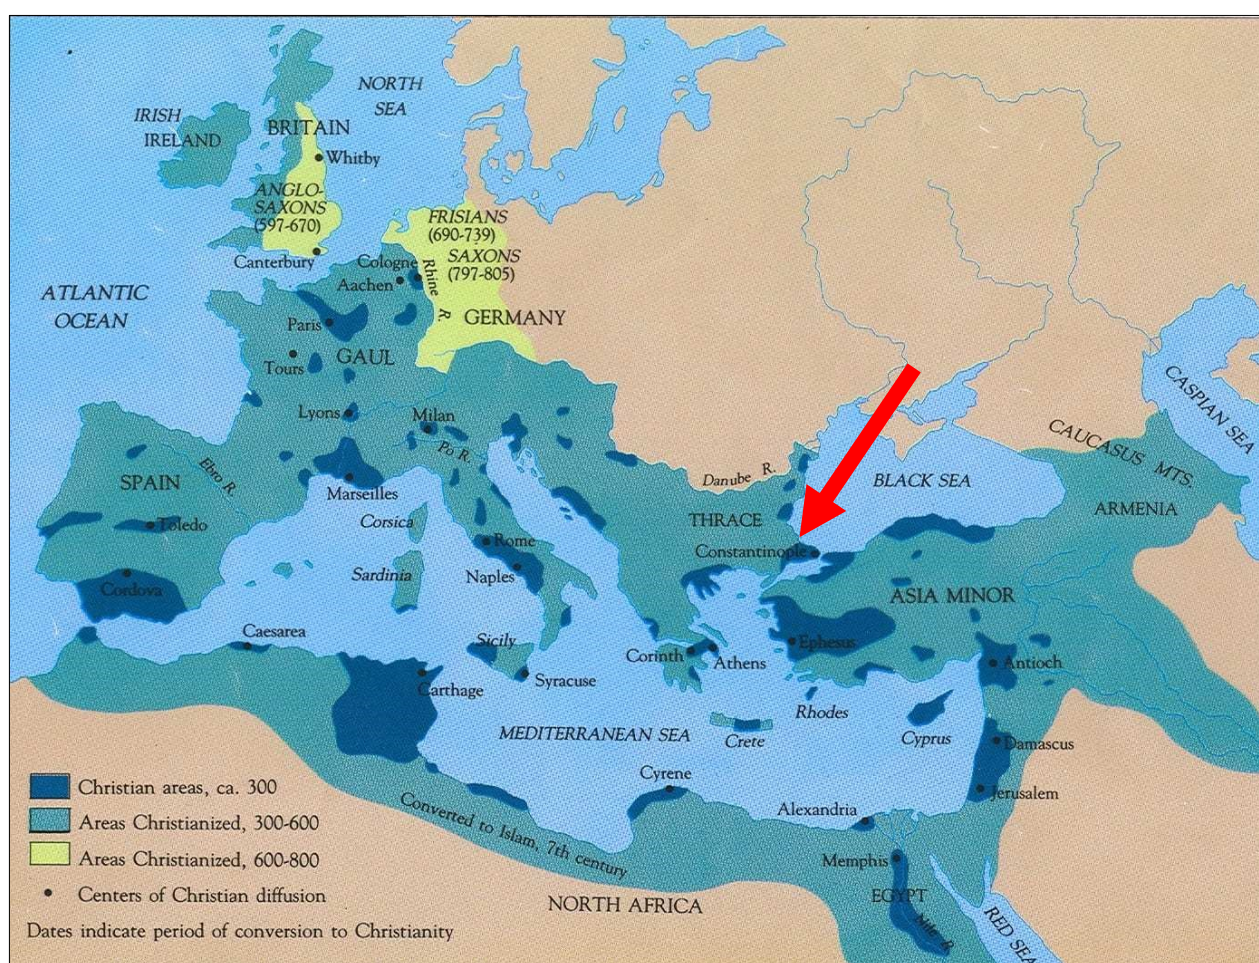 NORTH
SEA
IRISH
IRELAND
BRITAIN
Whitby
ANGLO-
SAXONS
(597-670)
FRISIANS
(690-739)
SAXONS
(797-805)
Canterbury
Cologne
Aachen
Rhine R.
ATLANTIC
OCEAN
GERMANY
Paris
GAUL
Tours
Lyons
Milan
Po R.
CASPIAN SEA
CAUCASUS MTS.
SPAIN
Ebro R.
Marseilles
Danube R.
BLACK SEA
ARMENIA
Toledo
Corsica
THRACE
Rome
Constantinople
Sardinia
Naples
Cordova
ASIA MINOR
Caesarea
Sicily
Corinth
Athens
Ephesus
Antioch
Carthage
Syracuse
Rhodes
MEDITERRANEAN SEA
Crete
Cyprus
Damascus
Cyrene
Jerusalem
Alexandria
Converted to Islam, 7th century
Memphis
EGYPT
NORTH AFRICA
Nile R.
RED SEA
Christian areas, ca. 300
Areas Christianized, 300-600
Areas Christianized, 600-800
Centers of Christian diffusion
Dates indicate period of conversion to Christianity